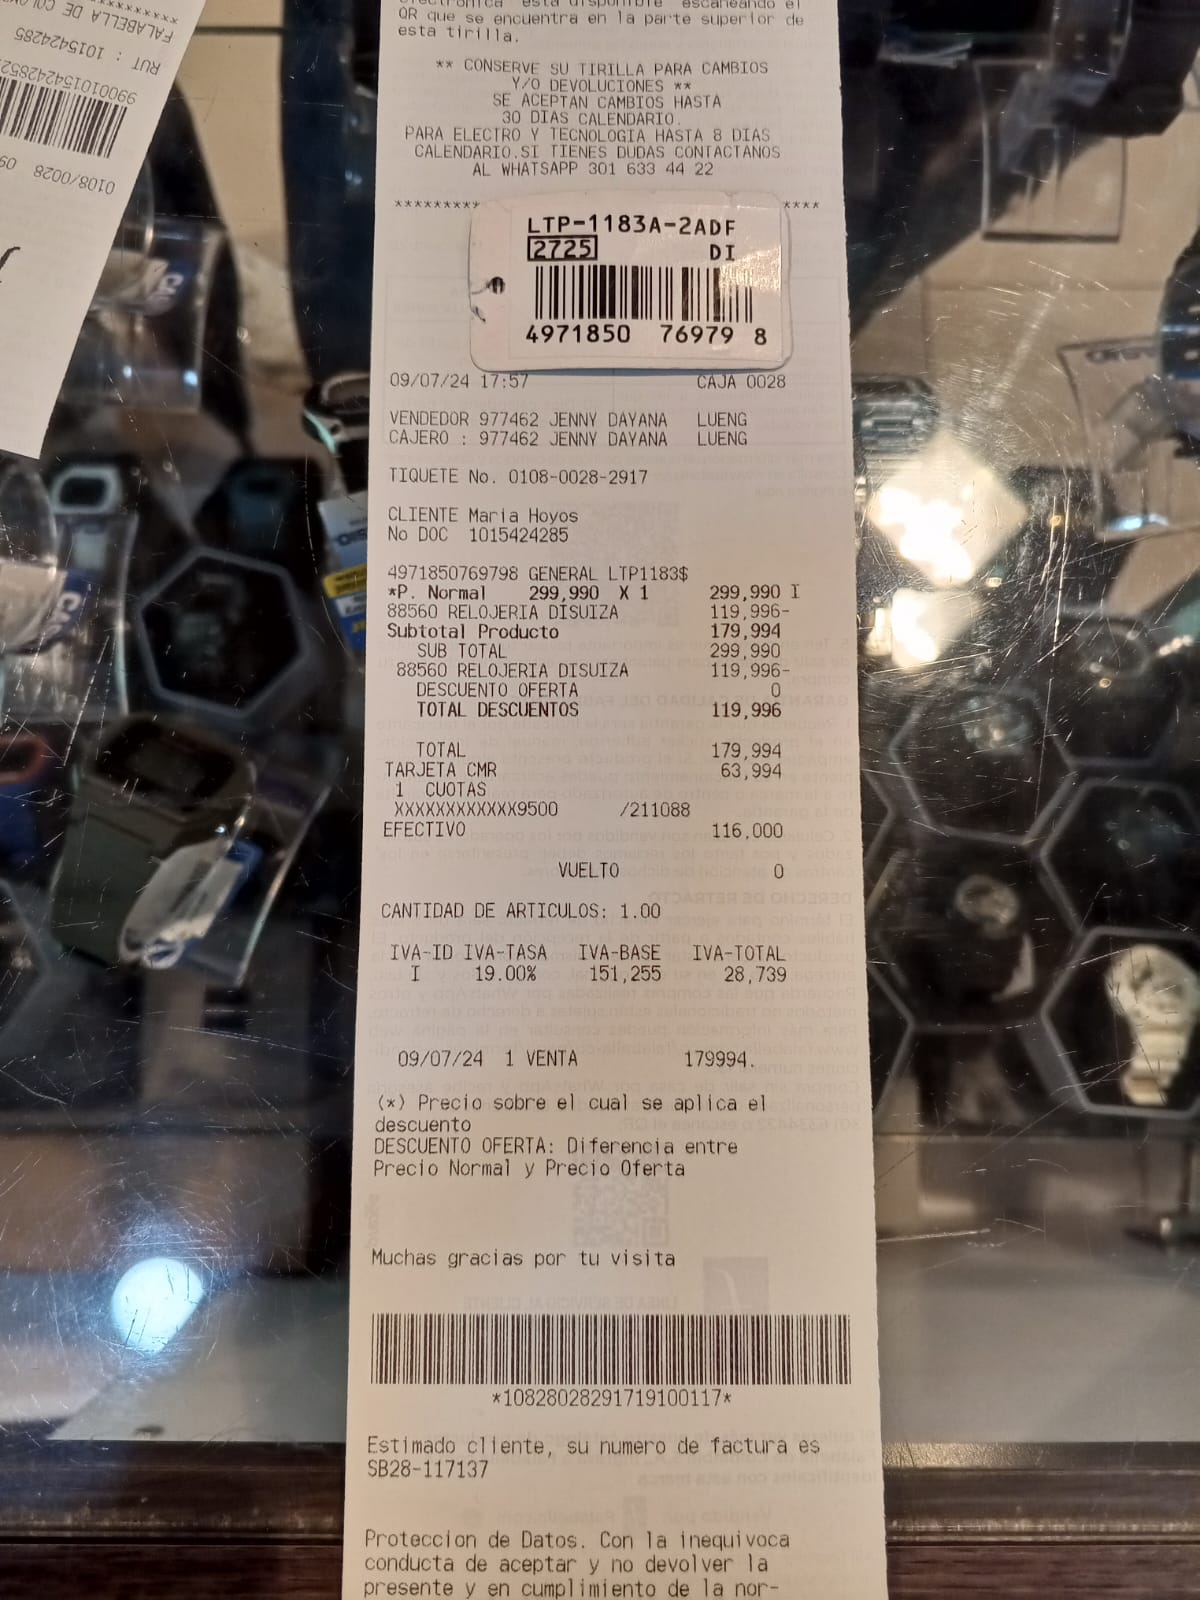 FALABELLA DE COLOM
RUT : 1015424285
0108/0028 09
electronica esta disponible escaneando el
QR que se encuentra en la parte superior de
esta tirilla.
** CONSERVE SU TIRILLA PARA CAMBIOS
Y/O DEVOLUCIONES **
SE ACEPTAN CAMBIOS HASTA
30 DIAS CALENDARIO.
PARA ELECTRO Y TECNOLOGIA HASTA 8 DIAS
CALENDARIO.SI TIENES DUDAS CONTACTANOS
AL WHATSAPP 301 633 44 22
LTP-1183A-2ADF
2725 DI
4971850 76979 8
09/07/24 17:57 CAJA 0028
VENDEDOR 977462 JENNY DAYANA LUENG
CAJERO : 977462 JENNY DAYANA LUENG
TIQUETE No. 0108-0028-2917
CLIENTE Maria Hoyos
No DOC 1015424285
4971850769798 GENERAL LTP1183$
*P. Normal 299,990 X 1 299,990 I
88560 RELOJERIA DISUIZA 119,996-
Subtotal Producto 179,994
SUB TOTAL 299,990
88560 RELOJERIA DISUIZA 119,996-
DESCUENTO OFERTA 0
TOTAL DESCUENTOS 119,996
TOTAL 179,994
TARJETA CMR 63,994
1 CUOTAS
XXXXXXXXXXXX9500 /211088
EFECTIVO 116,000
VUELTO 0
CANTIDAD DE ARTICULOS: 1.00
IVA-ID IVA-TASA IVA-BASE IVA-TOTAL
I 19.00% 151,255 28,739
09/07/24 1 VENTA 179994.
(*) Precio sobre el cual se aplica el
descuento
DESCUENTO OFERTA: Diferencia entre
Precio Normal y Precio Oferta
Muchas gracias por tu visita
*10828028291719100117*
Estimado cliente, su numero de factura es
SB28-117137
Proteccion de Datos. Con la inequivoca
conducta de aceptar y no devolver la
presente y en cumplimiento de la nor-